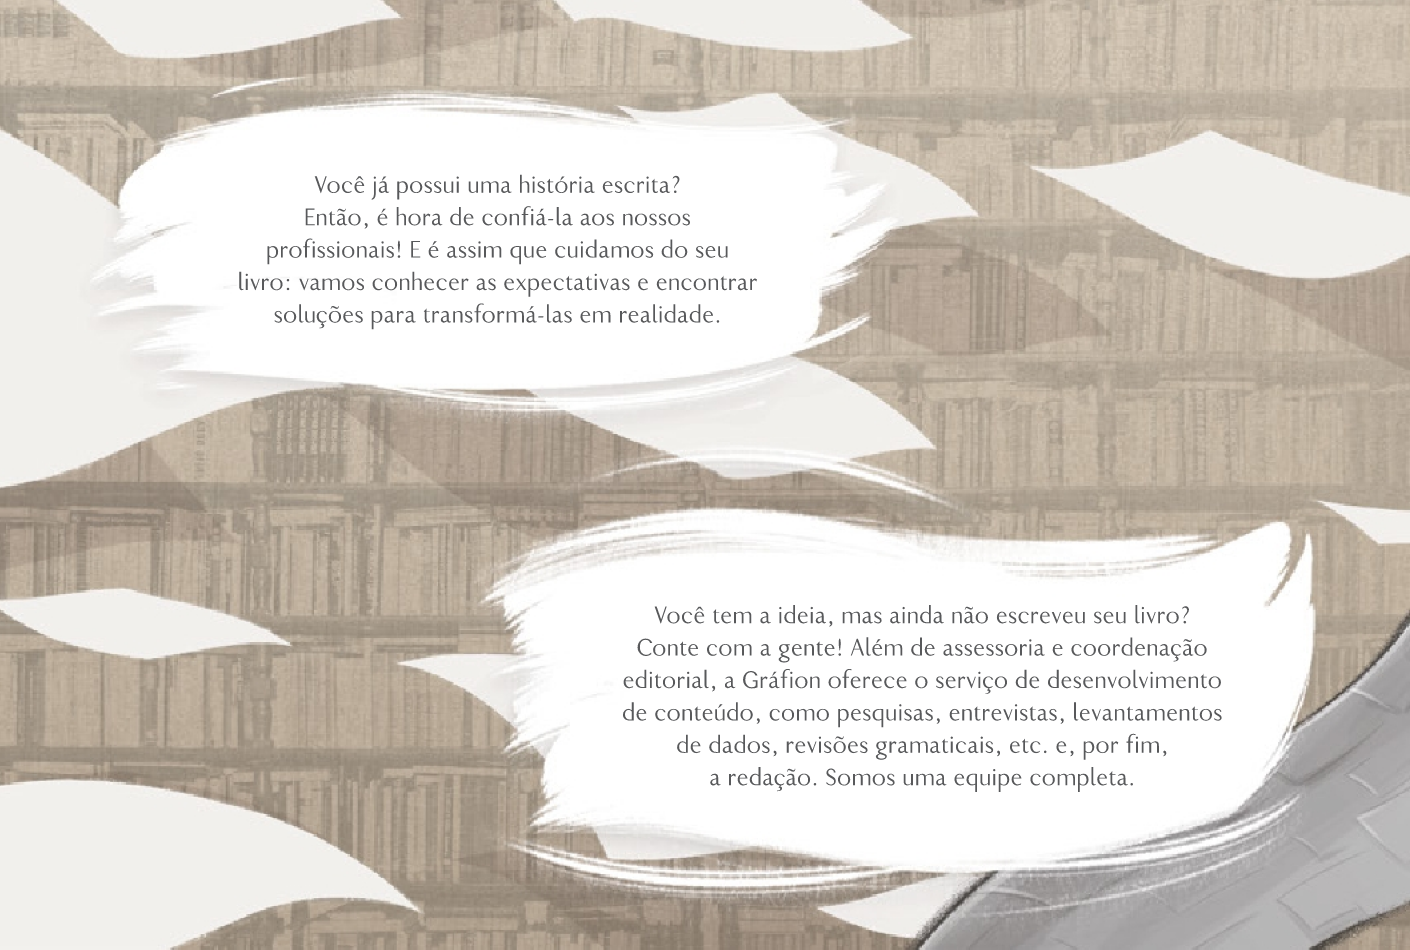 Você já possui uma história escrita?
Então, é hora de confiá-la aos nossos
profissionais! E é assim que cuidamos do seu
livro: vamos conhecer as expectativas e encontrar
soluções para transformá-las em realidade.
Você tem a ideia, mas ainda não escreveu seu livro?
Conte com a gente! Além de assessoria e coordenação
editorial, a Gráfion oferece o serviço de desenvolvimento
de conteúdo, como pesquisas, entrevistas, levantamentos
de dados, revisões gramaticais, etc. e, por fim,
a redação. Somos uma equipe completa.